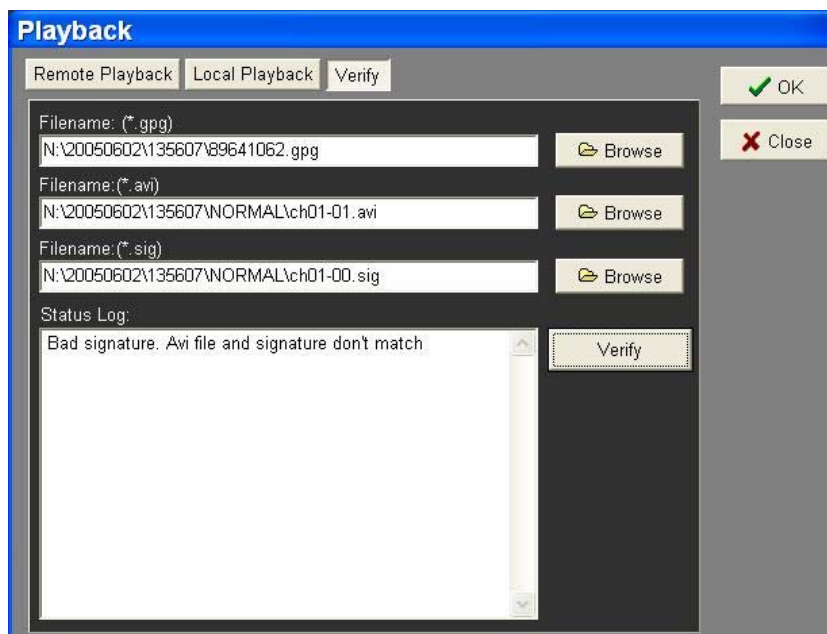 Playback
Remote Playback Local Playback Verify
OK
Close
Filename: (*.gpg)
N:\20050602\135607\89641062.gpg Browse
Filename:(*.avi)
N:\20050602\135607\NORMAL\ch01-01.avi Browse
Filename:(*.sig)
N:\20050602\135607\NORMAL\ch01-00.sig Browse
Status Log:
Bad signature. Avi file and signature don't match
Verify